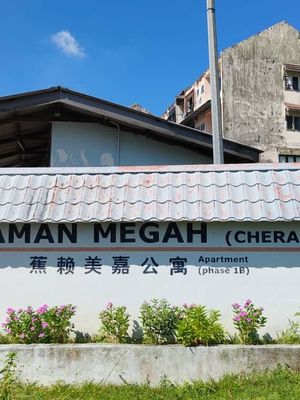 AMAN MEGAH (CHERA
蕉赖美嘉公寓 Apartment
(phase 1B)